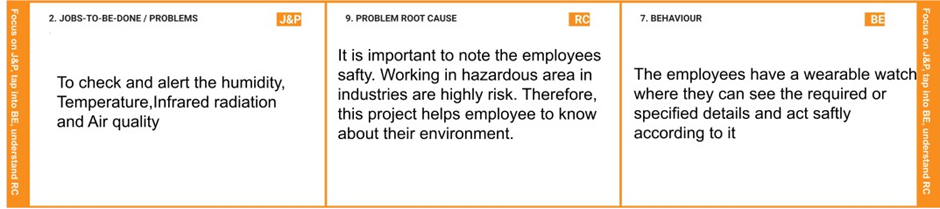 Focus on J&P, tap into BE, understand RC
2. JOBS-TO-BE-DONE / PROBLEMS
J&P
To check and alert the humidity,
Temperature,Infrared radiation
and Air quality
9. PROBLEM ROOT CAUSE
RC
It is important to note the employees
safty. Working in hazardous area in
industries are highly risk. Therefore,
this project helps employee to know
about their environment.
7. BEHAVIOUR
BE
The employees have a wearable watch
where they can see the required or
specified details and act saftly
according to it
Focus on J&P, tap into BE, understand RC